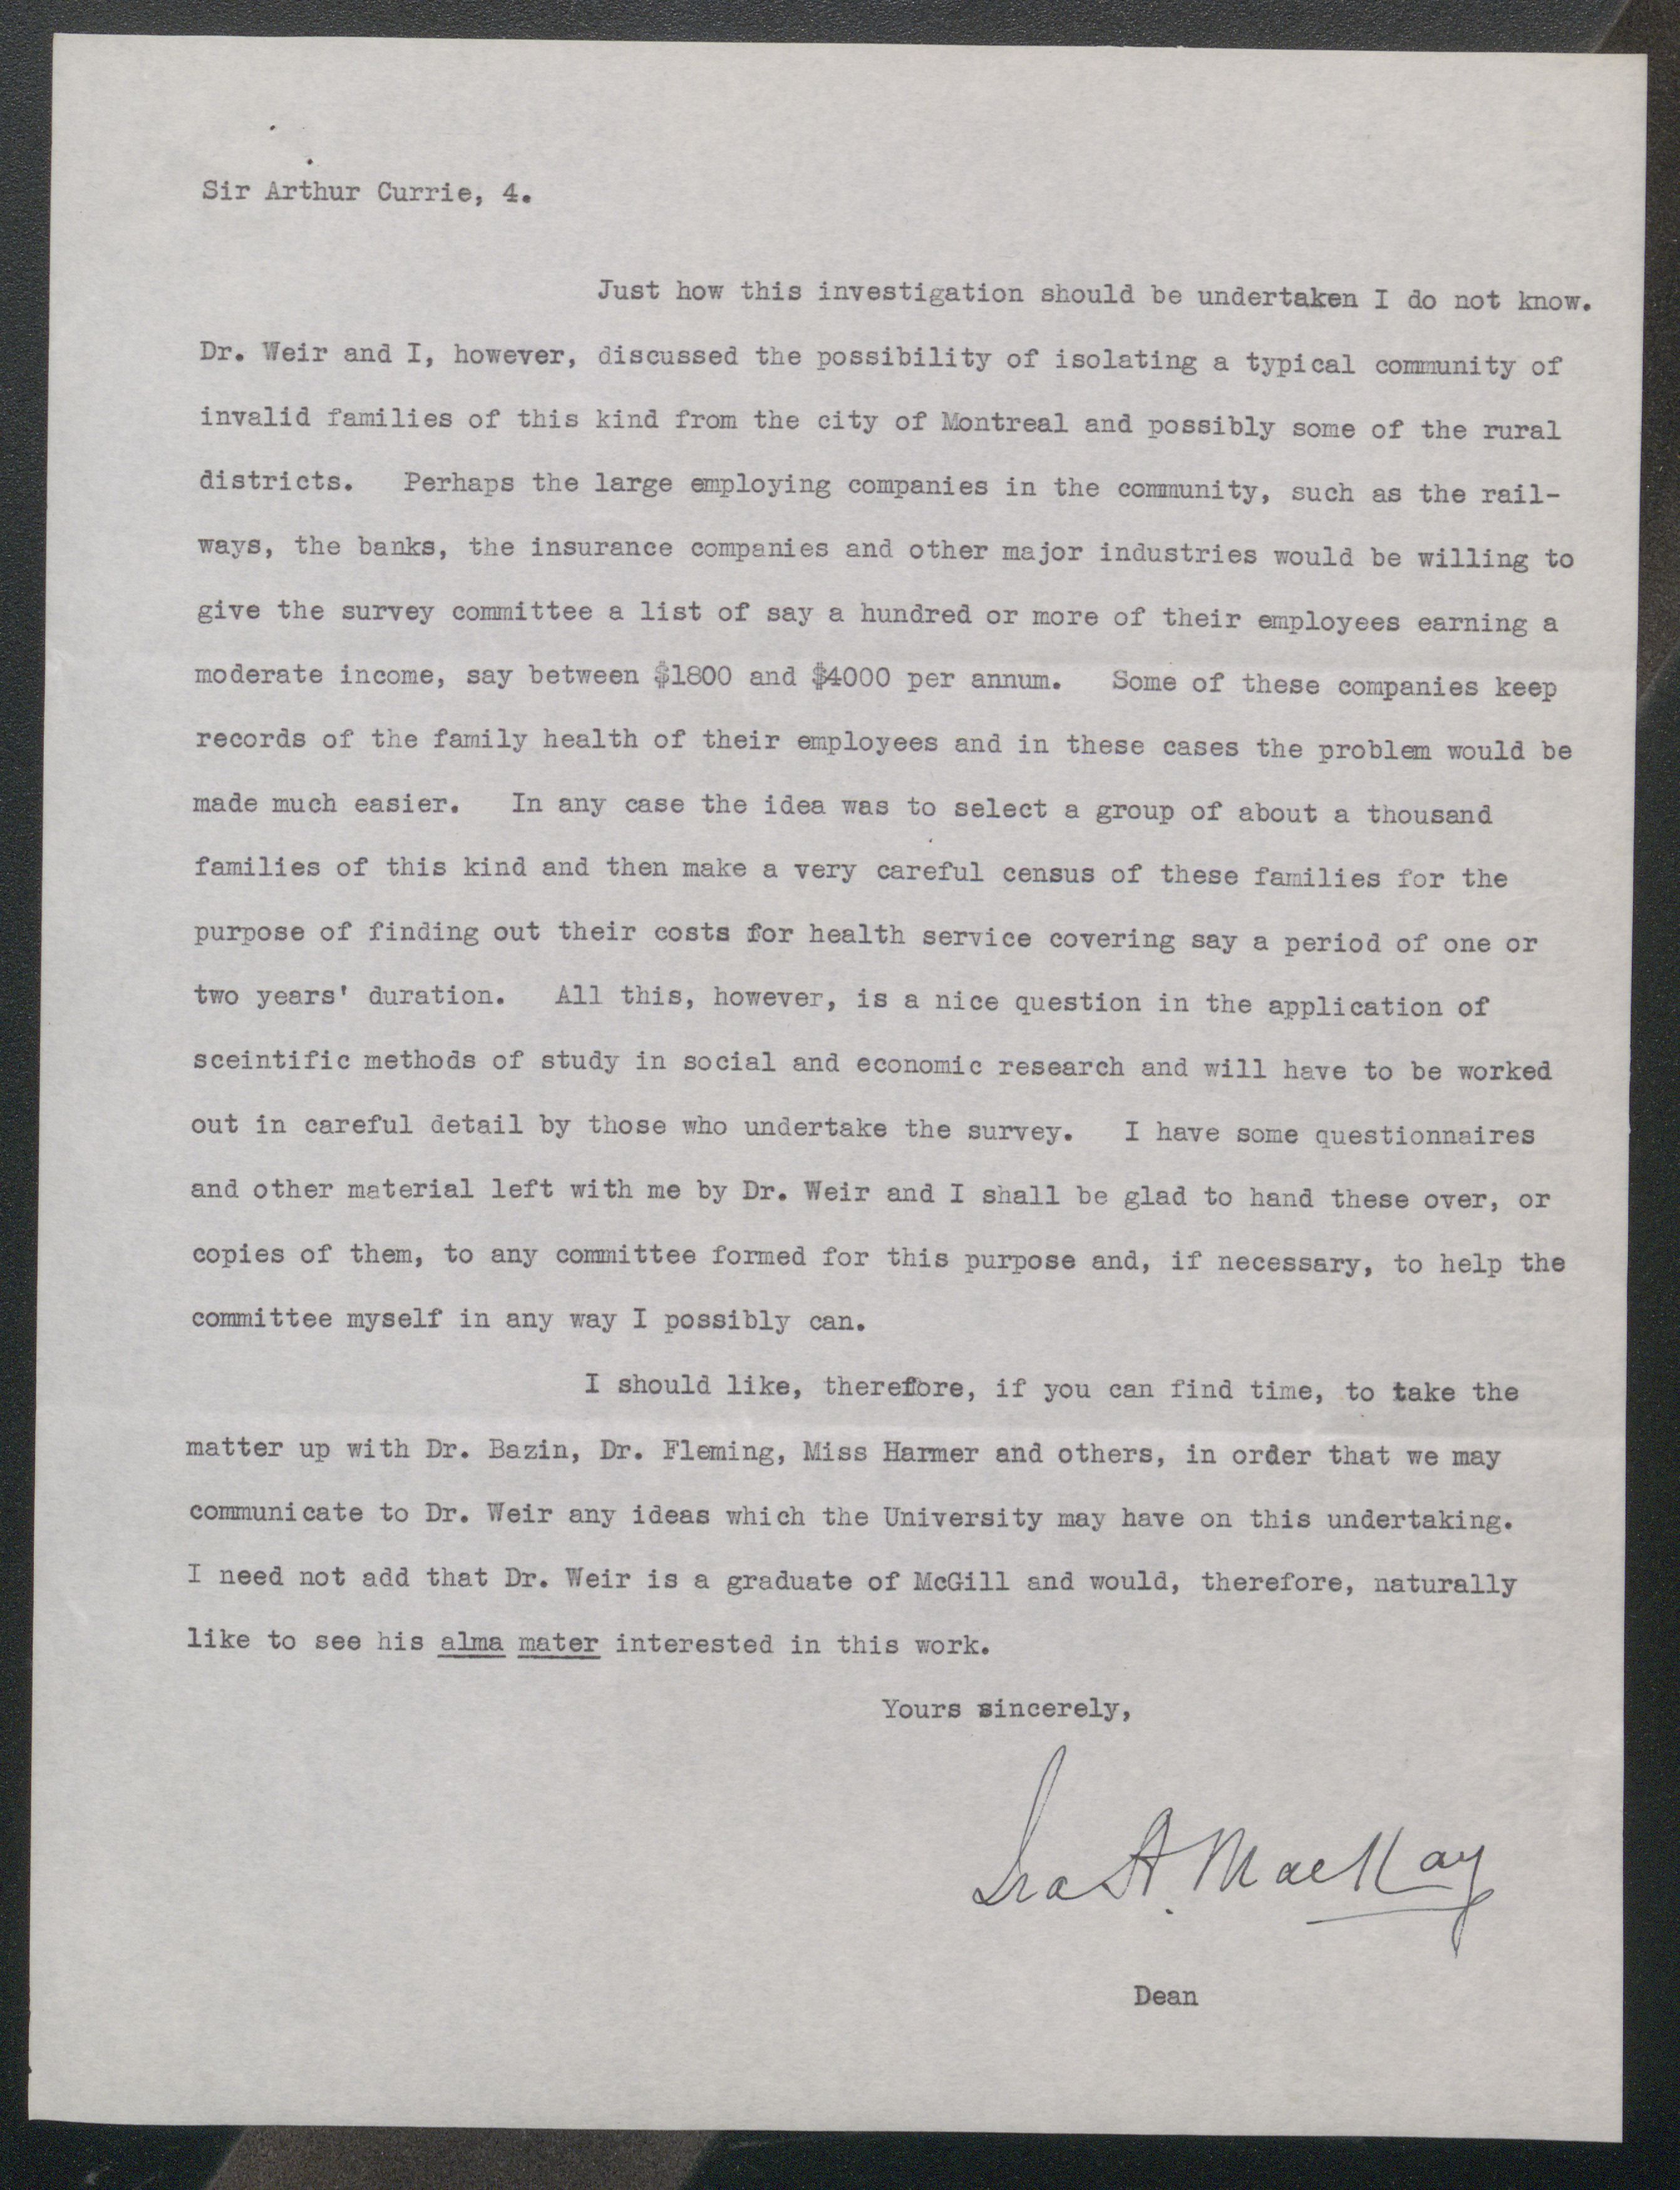 Sir Arthur Currie, 4.
Just how this investigation should be undertaken I do not know.
Dr. Weir and I, however, discussed the possibility of isolating a typical community of
invalid families of this kind from the city of Montreal and possibly some of the rural
districts. Perhaps the large employing companies in the community, such as the rail-
ways, the banks, the insurance companies and other major industries would be willing to
give the survey committee a list of say a hundred or more of their employees earning a
moderate income, say between $1800 and $4000 per annum. Some of these companies keep
records of the family health of their employees and in these cases the problem would be
made much easier. In any case the idea was to select a group of about a thousand
families of this kind and then make a very careful census of these families for the
purpose of finding out their costs for health service covering say a period of one or
two years' duration. All this, however, is a nice question in the application of
sceintific methods of study in social and economic research and will have to be worked
out in careful detail by those who undertake the survey. I have some questionnaires
and other material left with me by Dr. Weir and I shall be glad to hand these over, or
copies of them, to any committee formed for this purpose and, if necessary, to help the
committee myself in any way I possibly can.
I should like, therefore, if you can find time, to take the
matter up with Dr. Bazin, Dr. Fleming, Miss Harmer and others, in order that we may
communicate to Dr. Weir any ideas which the University may have on this undertaking.
I need not add that Dr. Weir is a graduate of McGill and would, therefore, naturally
like to see his alma mater interested in this work.
Yours sincerely,
Ira A. MacKay
Dean